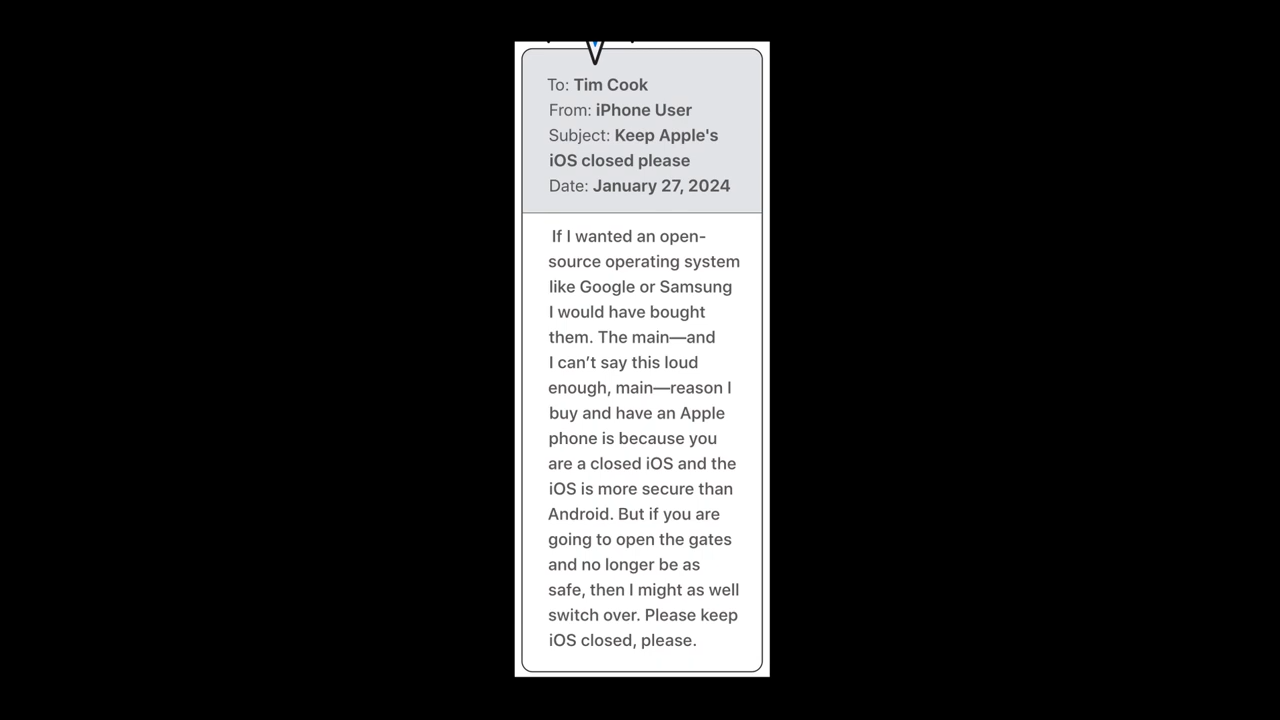 To: Tim Cook
From: iPhone User
Subject: Keep Apple's
iOS closed please
Date: January 27, 2024
If I wanted an open-
source operating system
like Google or Samsung
I would have bought
them. The main—and
I can’t say this loud
enough, main—reason I
buy and have an Apple
phone is because you
are a closed iOS and the
iOS is more secure than
Android. But if you are
going to open the gates
and no longer be as
safe, then I might as well
switch over. Please keep
iOS closed, please.